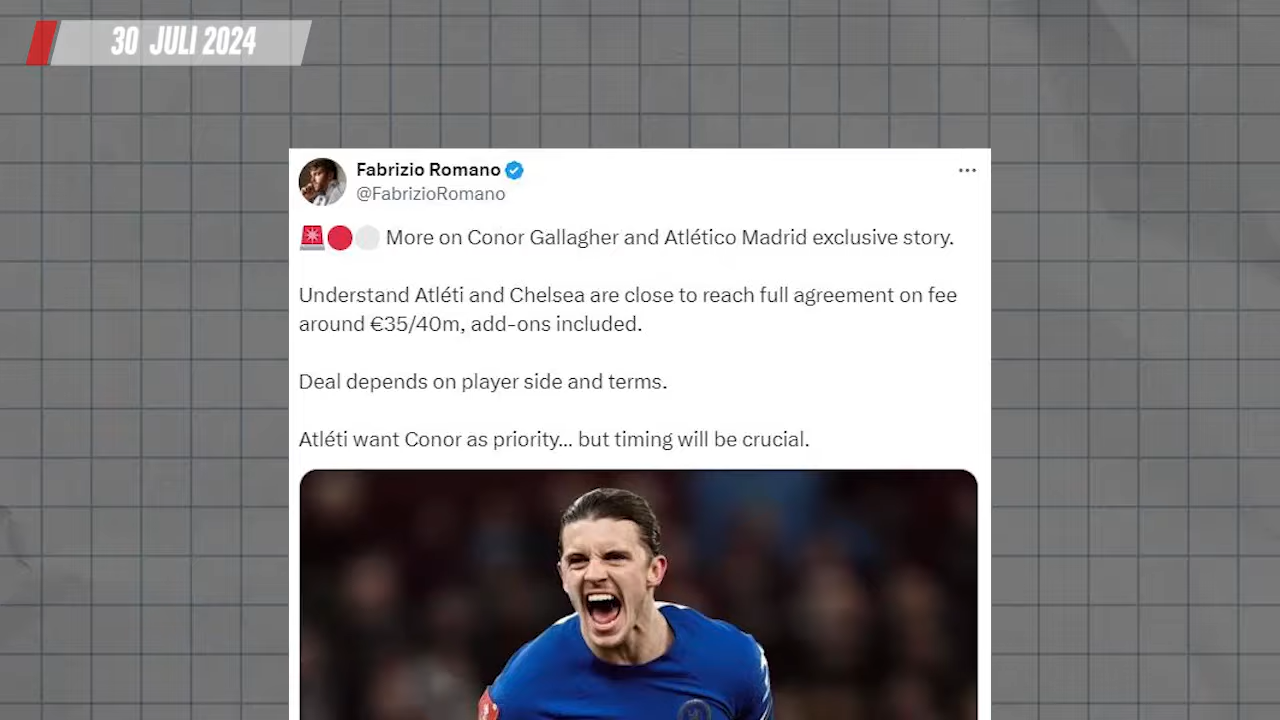 30 JULI 2024
Fabrizio Romano
@FabrizioRomano
More on Conor Gallagher and Atlético Madrid exclusive story.
Understand Atléti and Chelsea are close to reach full agreement on fee
around €35/40m, add-ons included.
Deal depends on player side and terms.
Atléti want Conor as priority... but timing will be crucial.